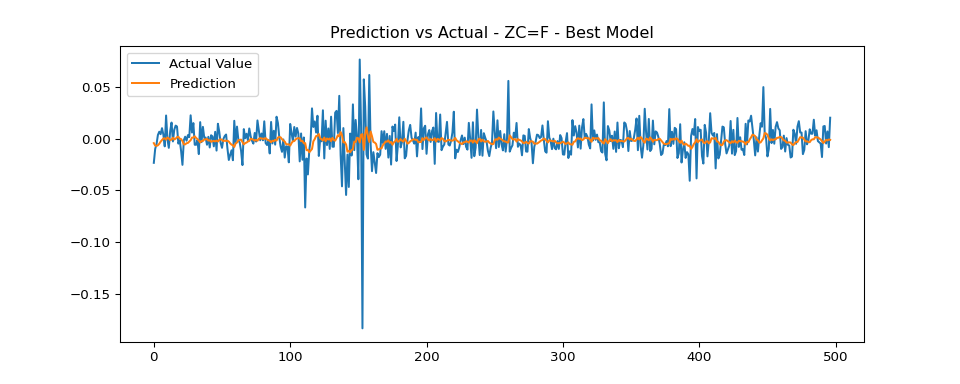 Prediction vs Actual - ZC=F - Best Model
Actual Value
Prediction
0.05
0.00
−0.05
−0.10
−0.15
0 100 200 300 400 500